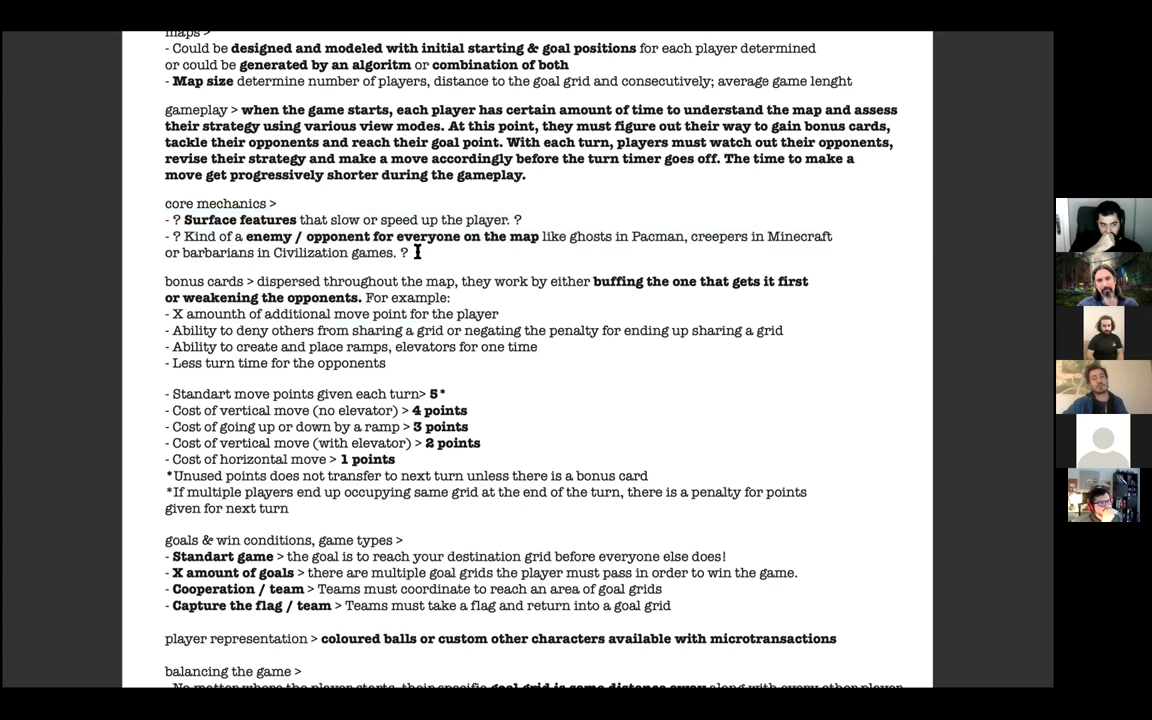 maps >
- Could be designed and modeled with initial starting & goal positions for each player determined
or could be generated by an algoritm or combination of both
- Map size determine number of players, distance to the goal grid and consecutively; average game lenght
gameplay > when the game starts, each player has certain amount of time to understand the map and assess
their strategy using various view modes. At this point, they must figure out their way to gain bonus cards,
tackle their opponents and reach their goal point. With each turn, players must watch out their opponents,
revise their strategy and make a move accordingly before the turn timer goes off. The time to make a
move get progressively shorter during the gameplay.
core mechanics >
- ? Surface features that slow or speed up the player. ?
- ? Kind of a enemy / opponent for everyone on the map like ghosts in Pacman, creepers in Minecraft
or barbarians in Civilization games. ?
bonus cards > dispersed throughout the map, they work by either buffing the one that gets it first
or weakening the opponents. For example:
- X amounth of additional move point for the player
- Ability to deny others from sharing a grid or negating the penalty for ending up sharing a grid
- Ability to create and place ramps, elevators for one time
- Less turn time for the opponents
- Standart move points given each turn> 5*
- Cost of vertical move (no elevator) > 4 points
- Cost of going up or down by a ramp > 3 points
- Cost of vertical move (with elevator) > 2 points
- Cost of horizontal move > 1 points
*Unused points does not transfer to next turn unless there is a bonus card
*If multiple players end up occupying same grid at the end of the turn, there is a penalty for points
given for next turn
goals & win conditions, game types >
- Standart game > the goal is to reach your destination grid before everyone else does!
- X amount of goals > there are multiple goal grids the player must pass in order to win the game.
- Cooperation / team > Teams must coordinate to reach an area of goal grids
- Capture the flag / team > Teams must take a flag and return into a goal grid
player representation > coloured balls or custom other characters available with microtransactions
balancing the game >
- No matter where the player starts, their specific goal grid is same distance away along with every other player